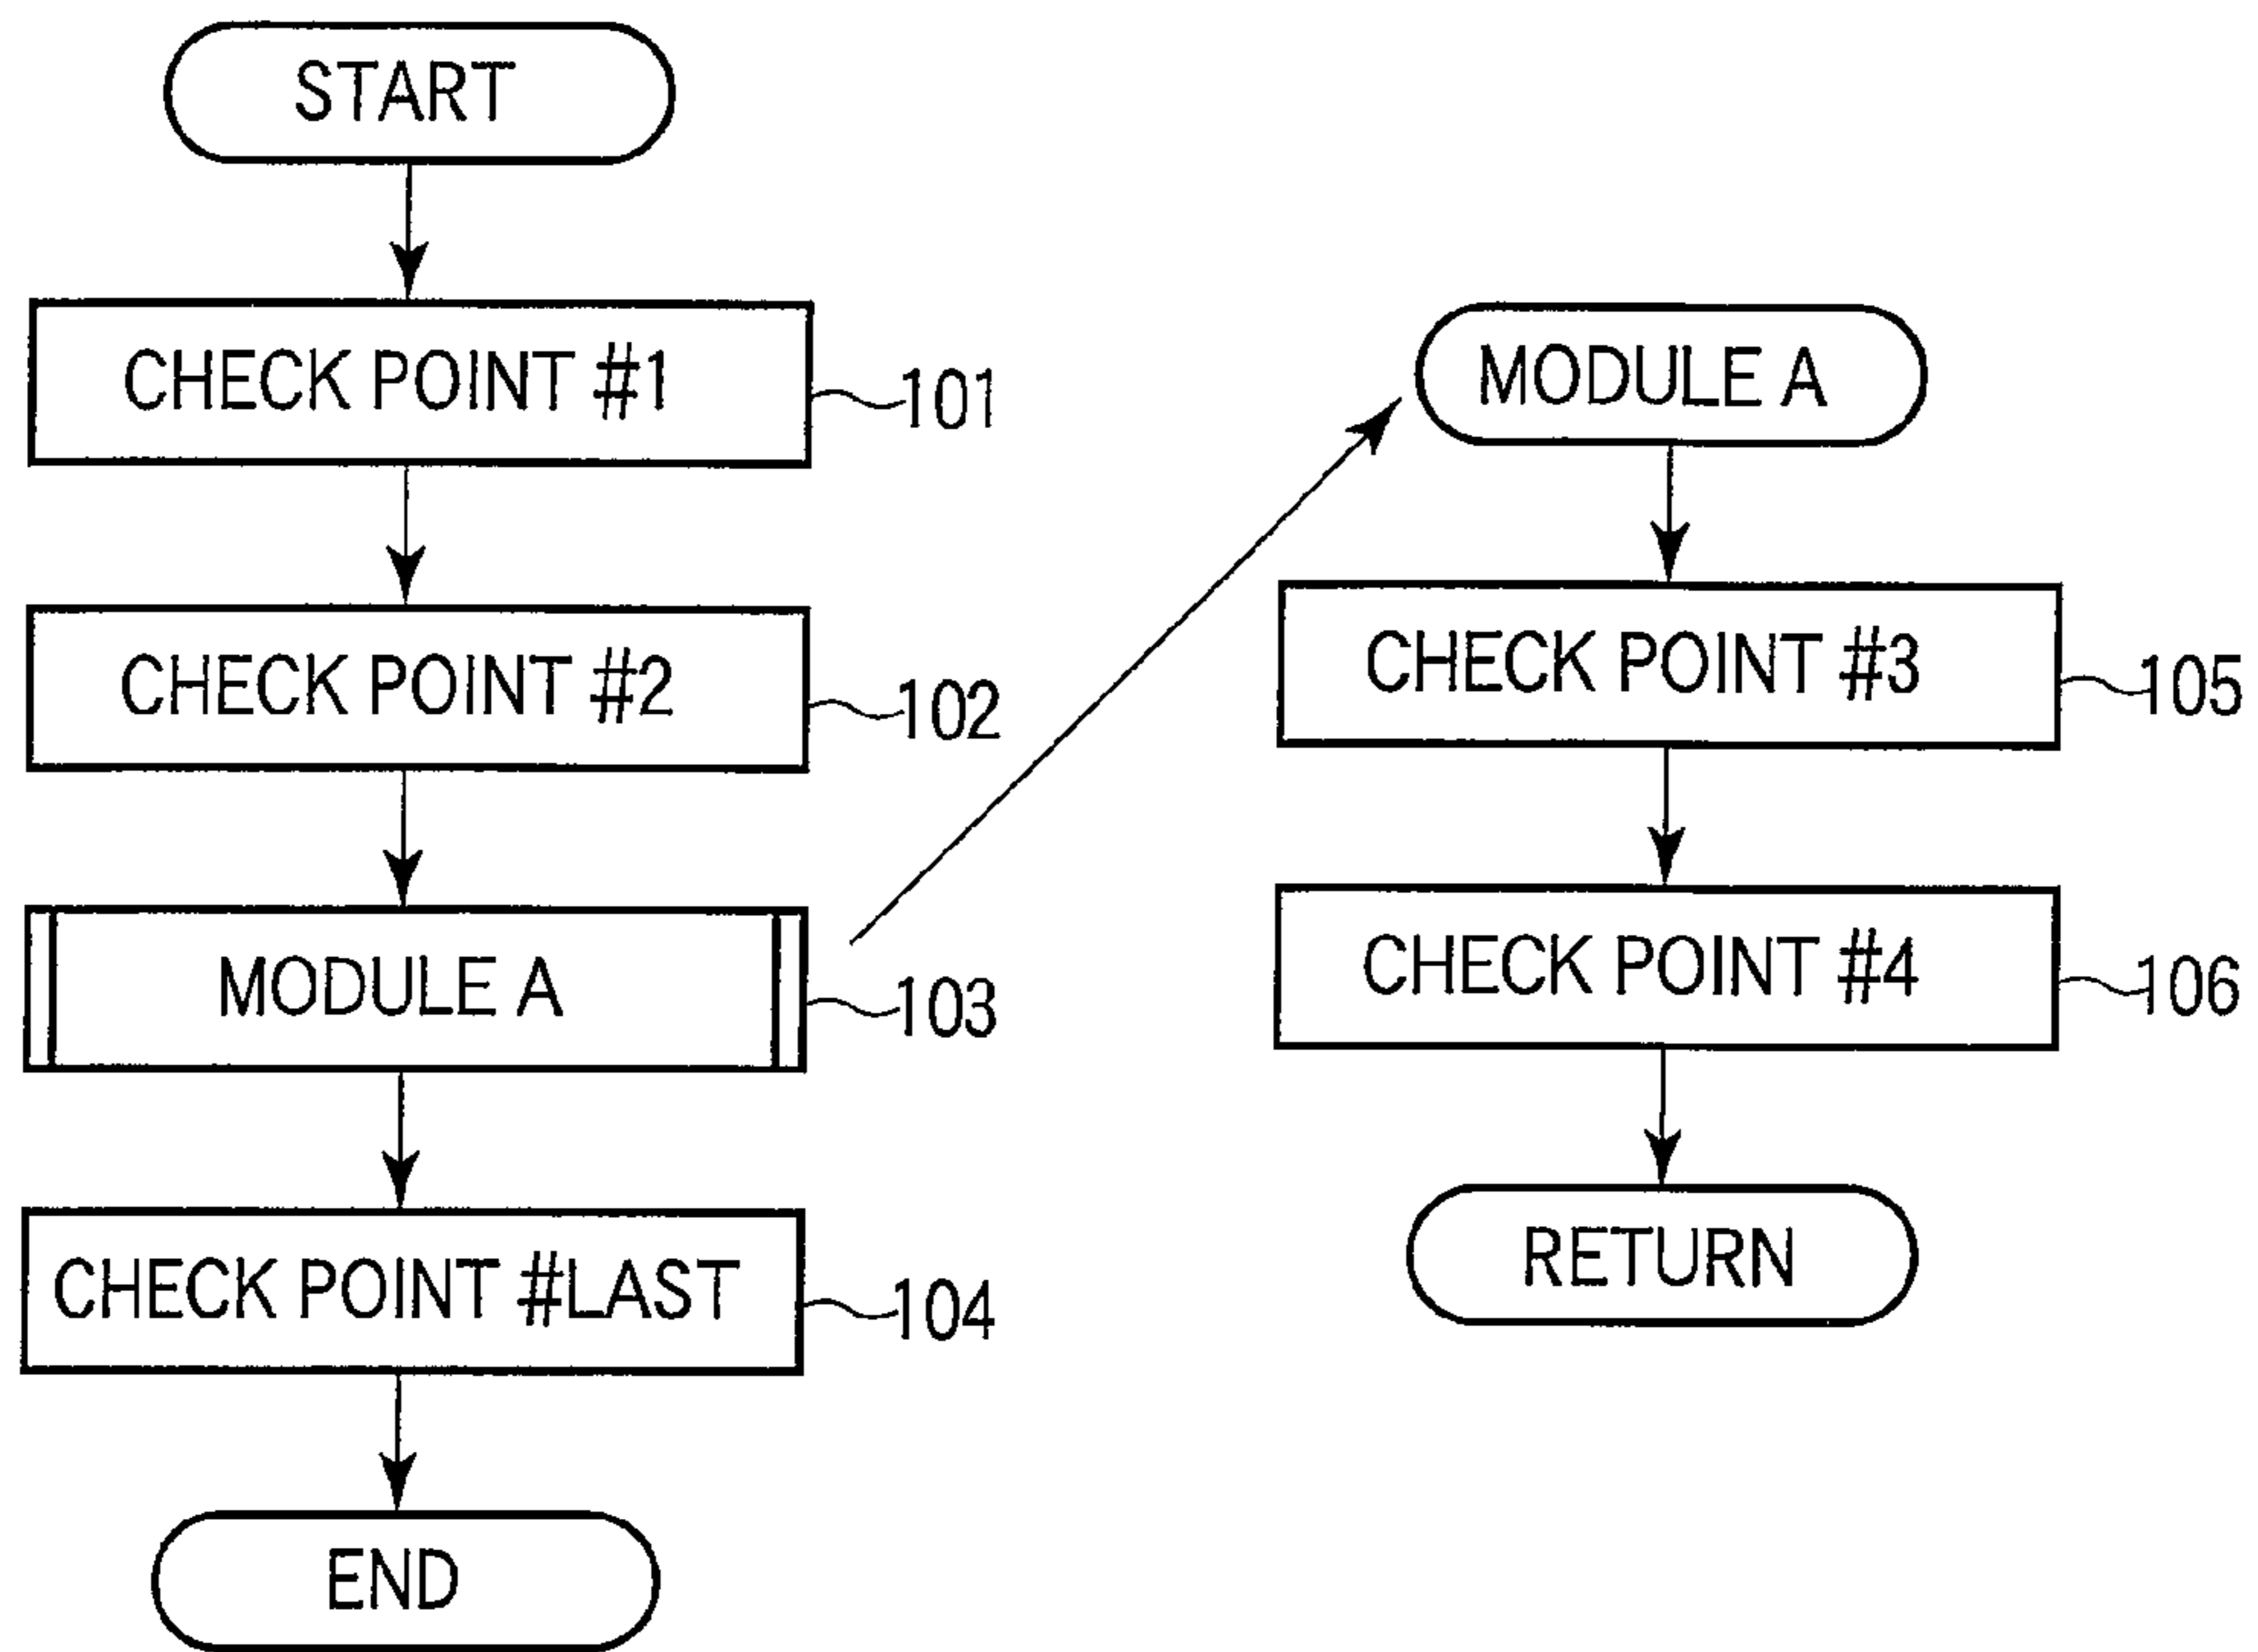 START
CHECK POINT #1
101
CHECK POINT #2
102
MODULE A
103
CHECK POINT #LAST
104
END
MODULE A
CHECK POINT #3
105
CHECK POINT #4
106
RETURN